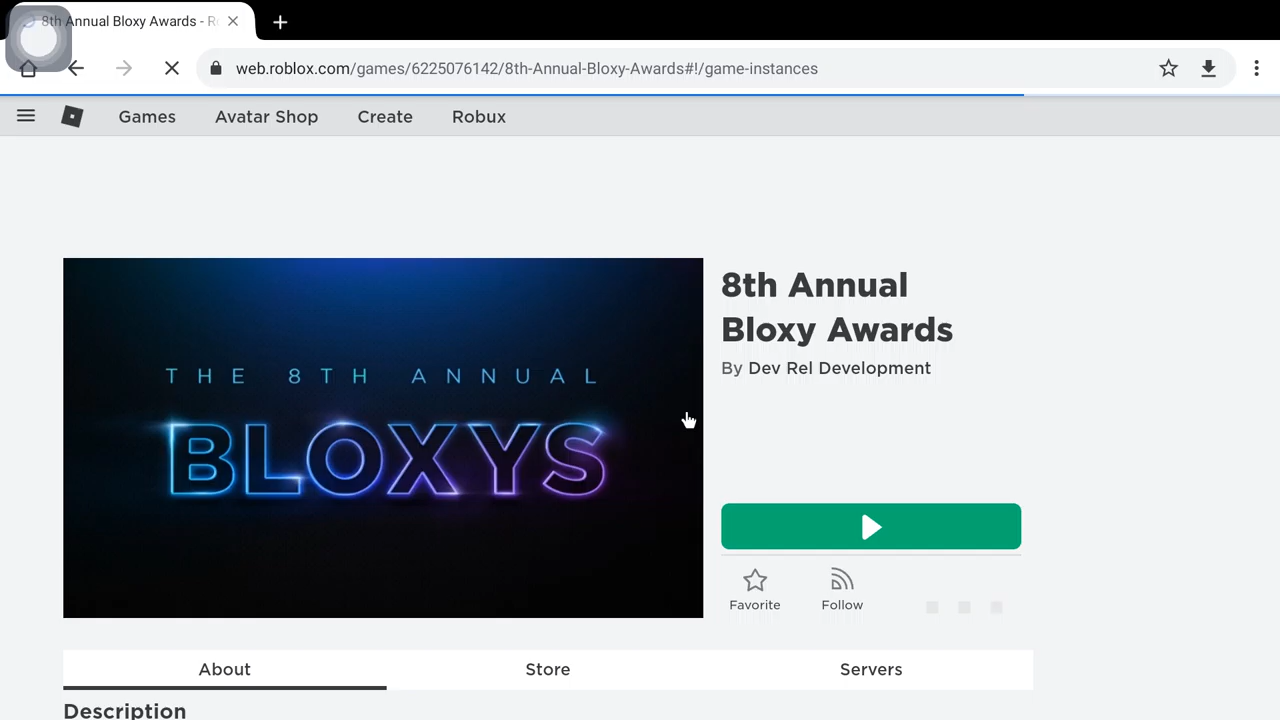 8th Annual Bloxy Awards - R
web.roblox.com/games/6225076142/8th-Annual-Bloxy-Awards#!/game-instances
Games Avatar Shop Create Robux
THE 8TH ANNUAL
BLOXYS
8th Annual
Bloxy Awards
By Dev Rel Development
Favorite Follow
About Store Servers
Description